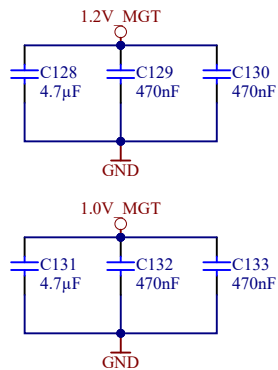 1.2V_MGT
C128 C129 C130
4.7µF 470nF 470nF
GND
1.0V_MGT
C131 C132 C133
4.7µF 470nF 470nF
GND